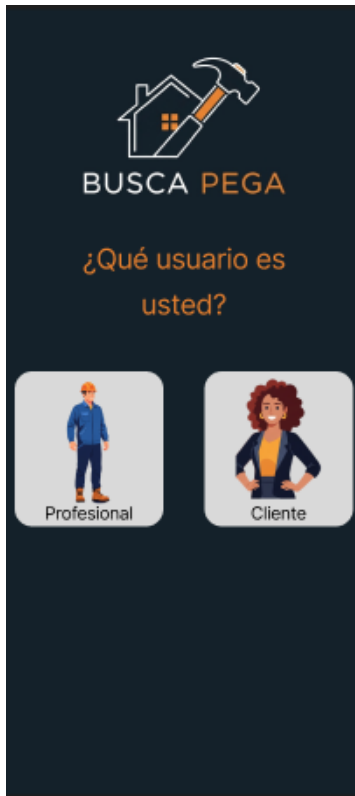 BUSCA PEGA
¿Qué usuario es
usted?
Profesional
Cliente